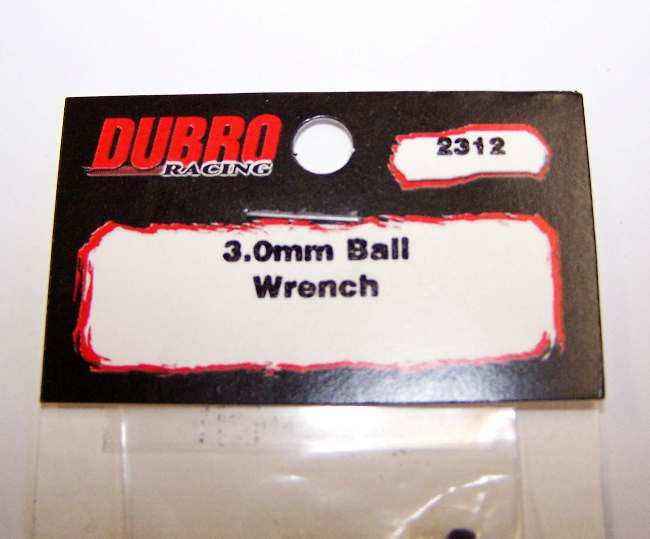 DUBRO
RACING
2312
3.0mm Ball
Wrench